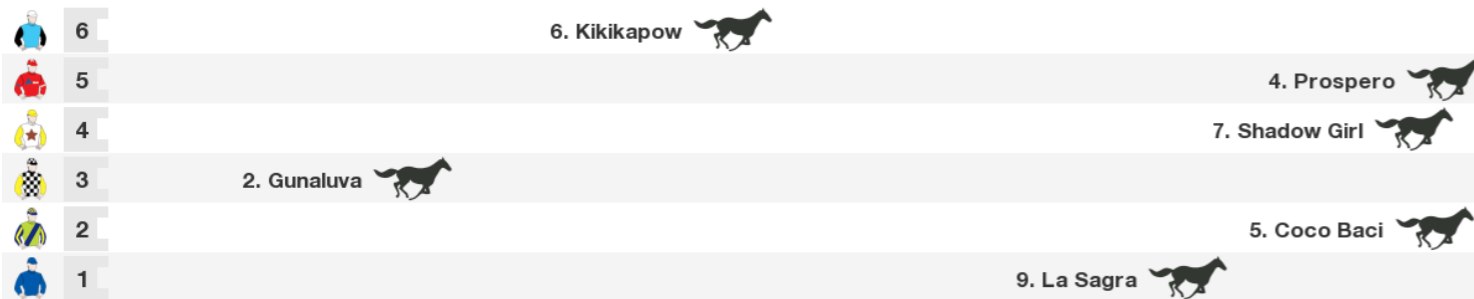 6 6. Kikikapow
5 4. Prospero
4 7. Shadow Girl
3 2. Gunaluva
2 5. Coco Baci
1 9. La Sagra